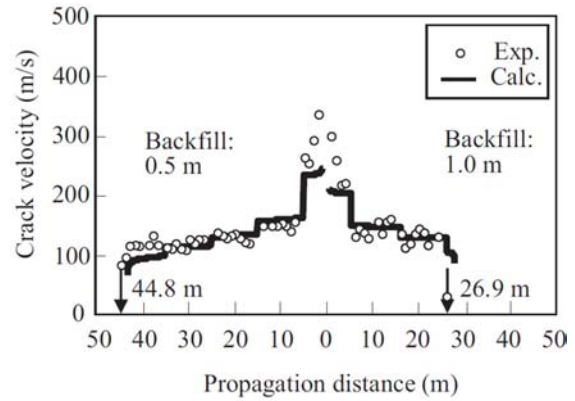 500
400
300
200
100
0
Crack velocity (m/s)
Exp.
Calc.
Backfill:
0.5 m
Backfill:
1.0 m
44.8 m
26.9 m
50 40 30 20 10 0 10 20 30 40 50
Propagation distance (m)